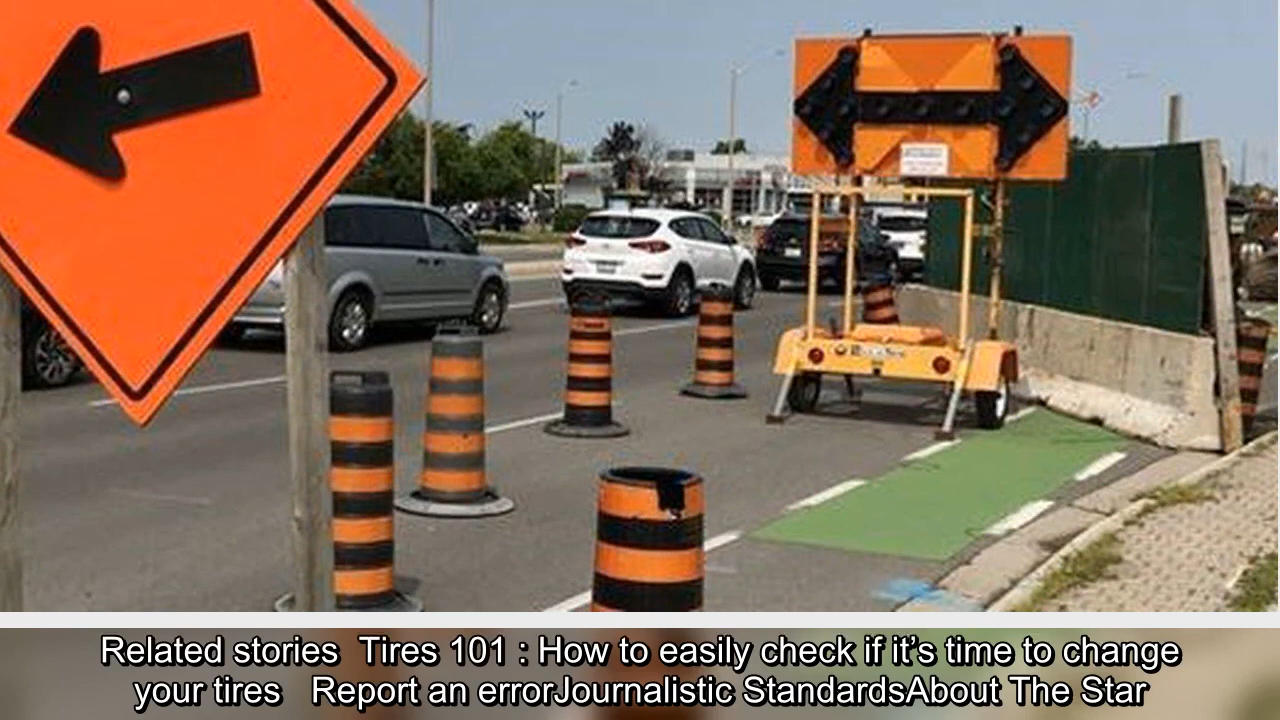 Related stories  Tires 101 : How to easily check if it’s time to change
your tires   Report an errorJournalistic StandardsAbout The Star